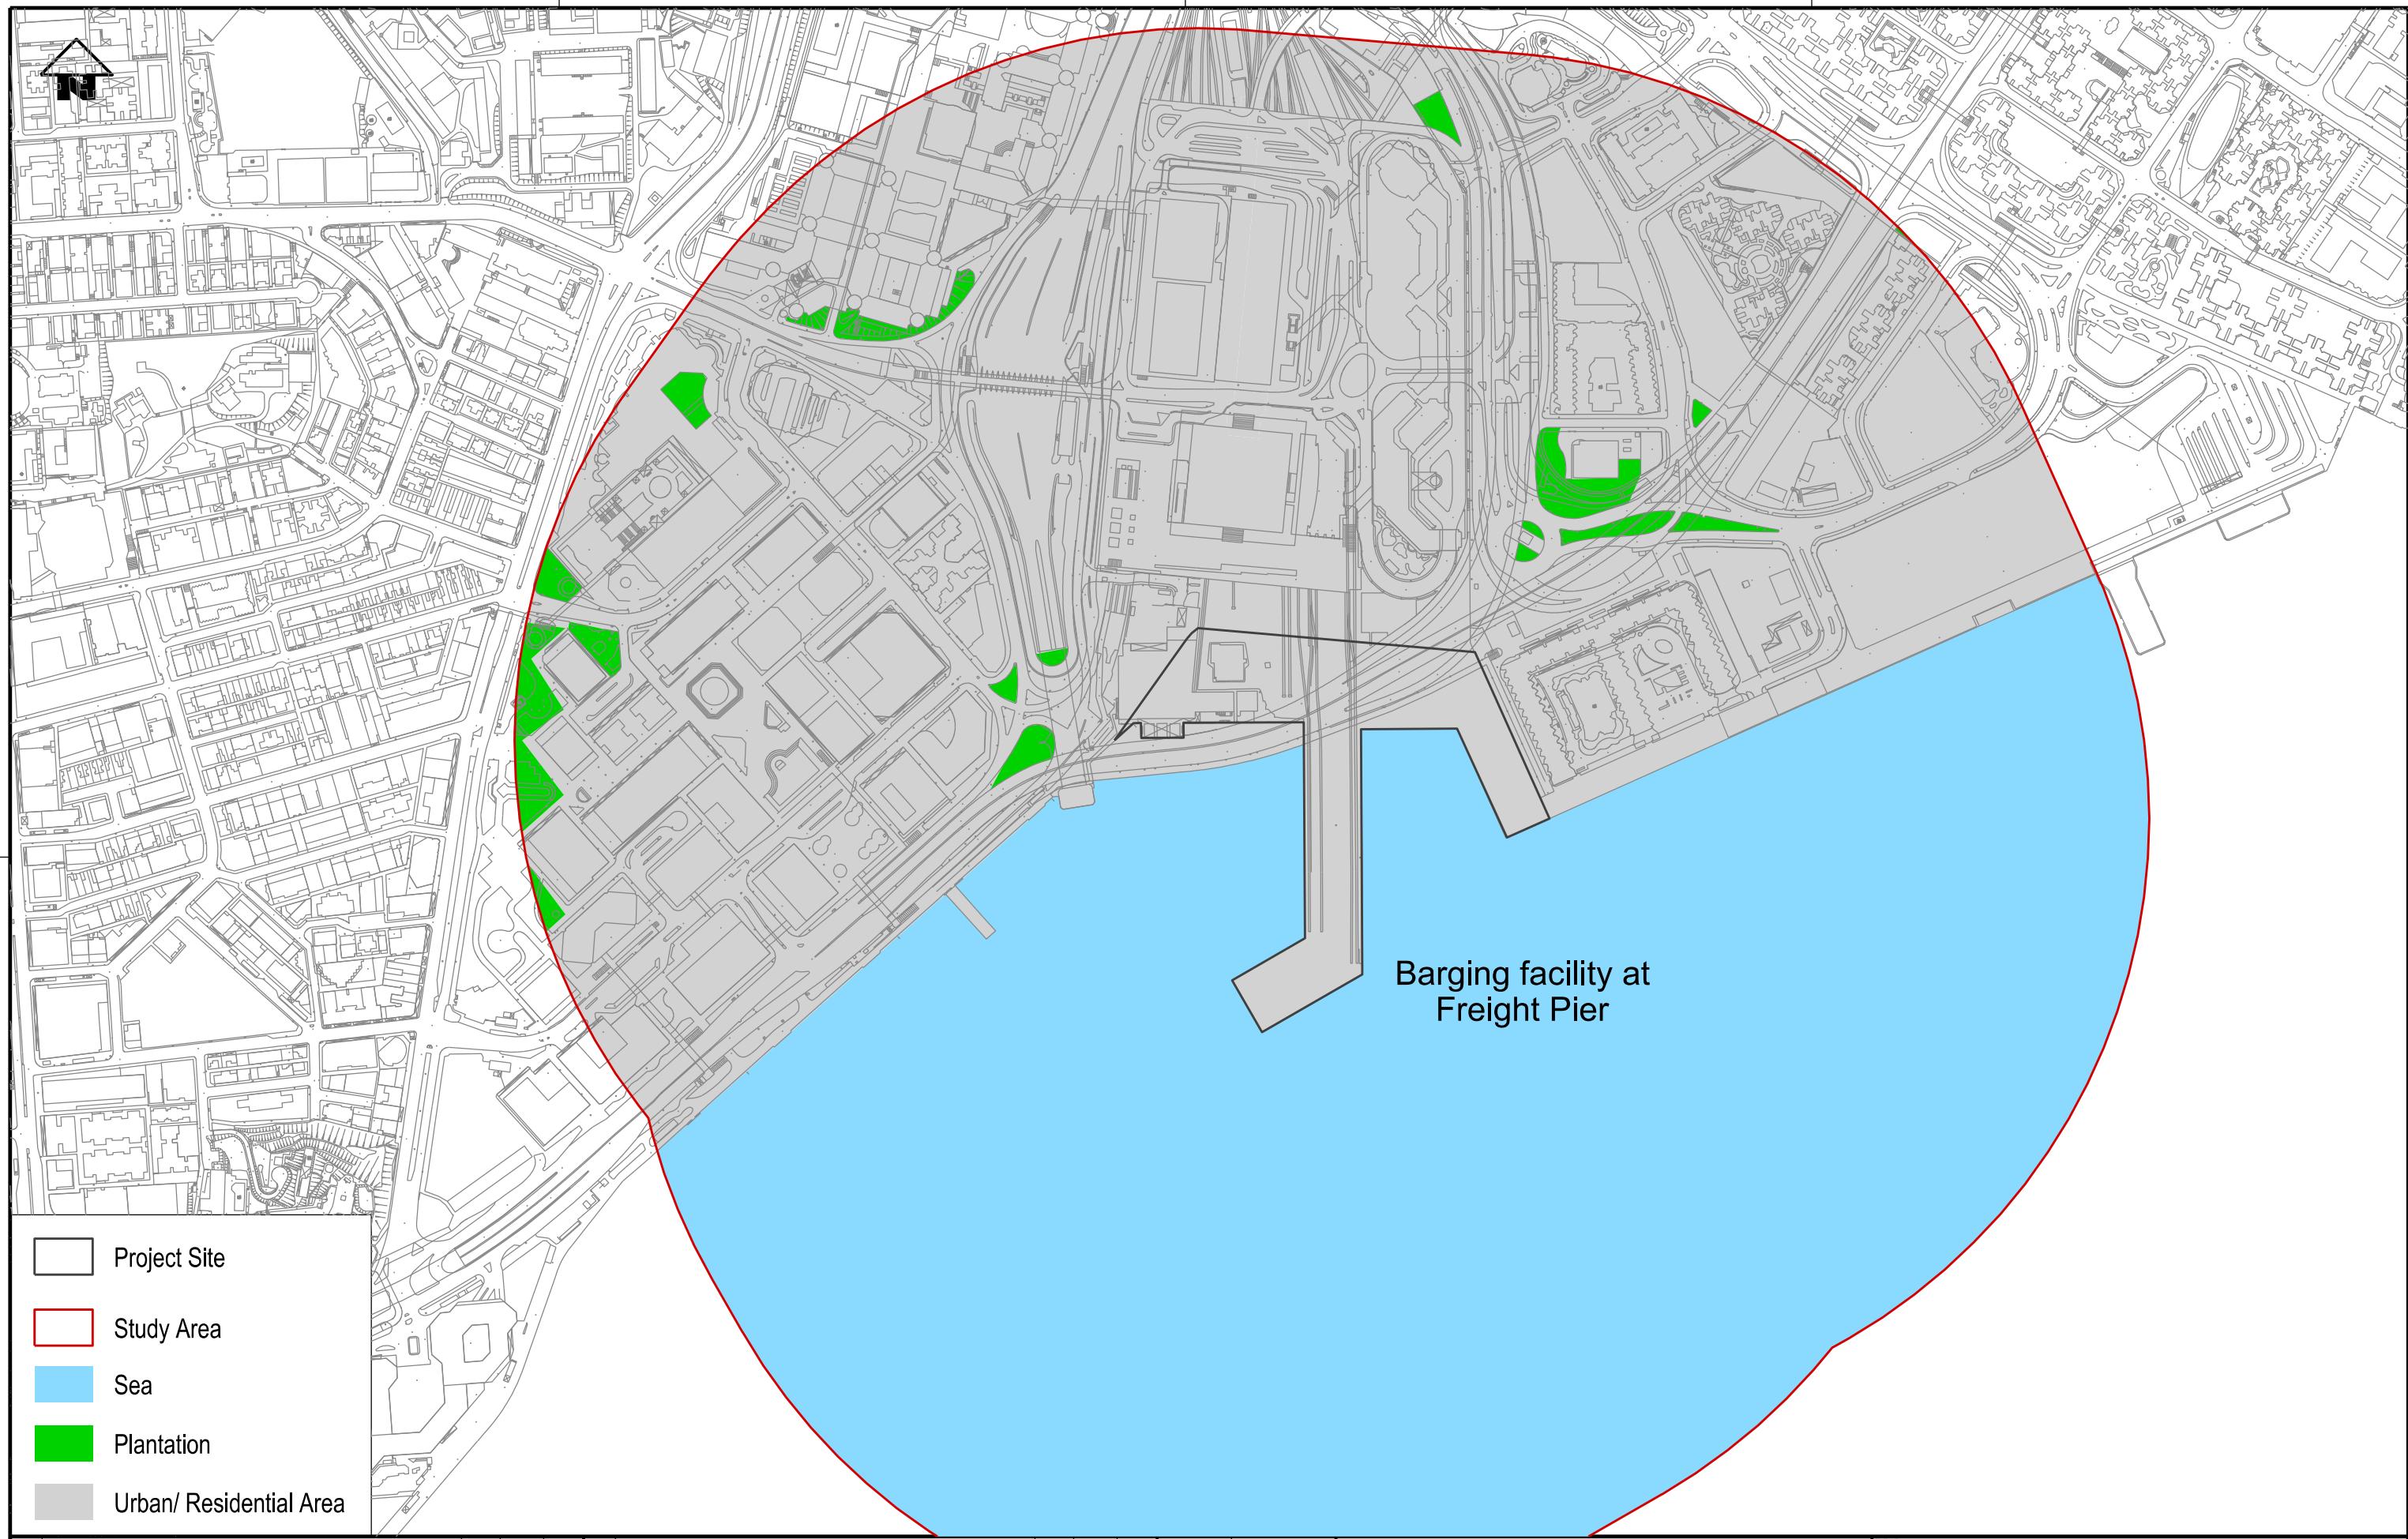 Barging facility at
Freight Pier
Project Site
Study Area
Sea
Plantation
Urban/ Residential Area